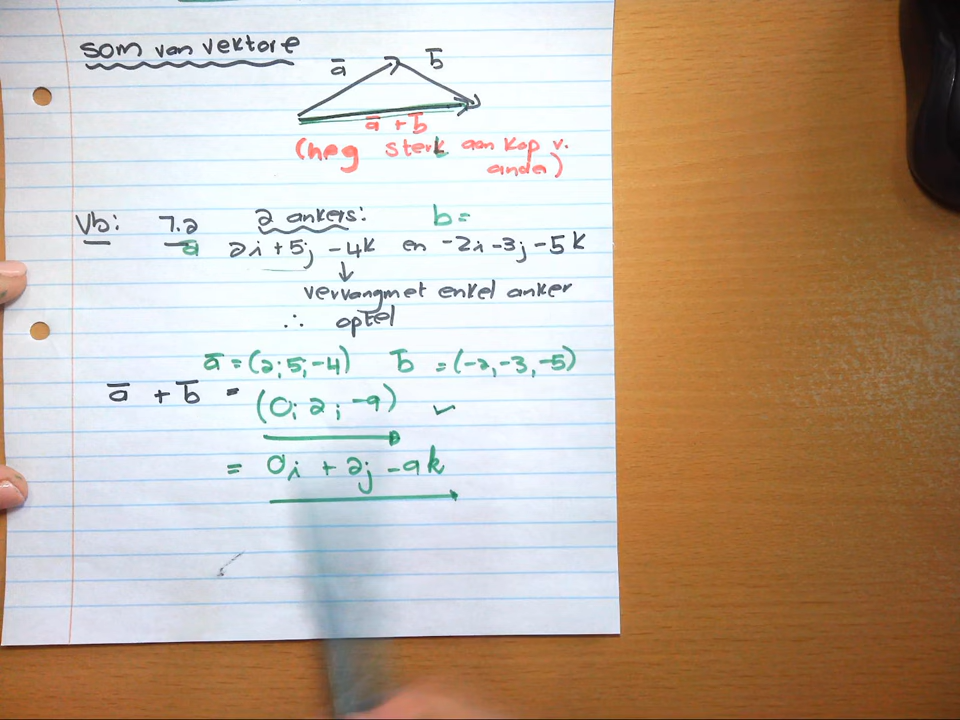 som van vektore
a̅ b̅
a̅ + b̅
(heg sterk aan kop v. ander)
Vb: 7.2 2 ankers: b =
a 2i + 5j - 4k en -2i - 3j - 5k
↓
vervang met enkel anker
∴ optel
a̅ = (2; 5; -4) b̅ = (-2, -3, -5)
a̅ + b̅ = (0; 2; -9) ✓
= 0i + 2j - 9k